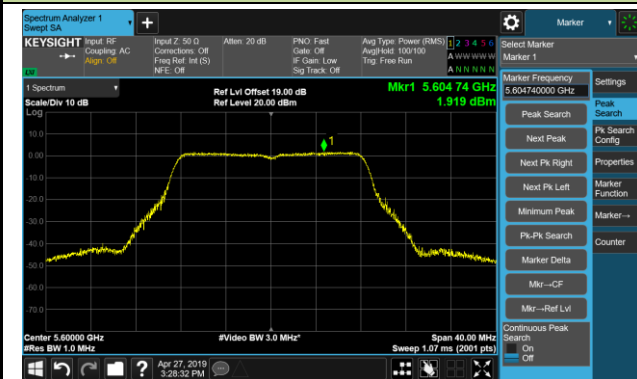 Spectrum Analyzer 1
Swept SA
+
Marker
KEYSIGHT
Input: RF
Coupling: AC
Align: Off
Input Z: 50 Ω
Corrections: Off
Freq Ref: Int (S)
NFE: Off
Atten: 20 dB
PNO: Fast
Gate: Off
IF Gain: Low
Sig Track: Off
Avg Type: Power (RMS)
Avg|Hold: 100/100
Trig: Free Run
1 2 3 4 5 6
A W W W W W
A N N N N N
Select Marker
Marker 1
1 Spectrum
Scale/Div 10 dB
Log
Ref Lvl Offset 19.00 dB
Ref Level 20.00 dBm
Mkr1 5.604 74 GHz
1.919 dBm
10.0
0.00
-10.0
-20.0
-30.0
-40.0
-50.0
-60.0
-70.0
1
Center 5.60000 GHz
#Res BW 1.0 MHz
#Video BW 3.0 MHz*
Span 40.00 MHz
Sweep 1.07 ms (2001 pts)
Marker Frequency
5.604740000 GHz
Peak Search
Next Peak
Next Pk Right
Next Pk Left
Minimum Peak
Pk-Pk Search
Marker Delta
Mkr→CF
Mkr→Ref Lvl
Continuous Peak
Search
On
Off
Settings
Peak
Search
Pk Search
Config
Properties
Marker
Function
Marker→
Counter
?
Apr 27, 2019
3:28:32 PM